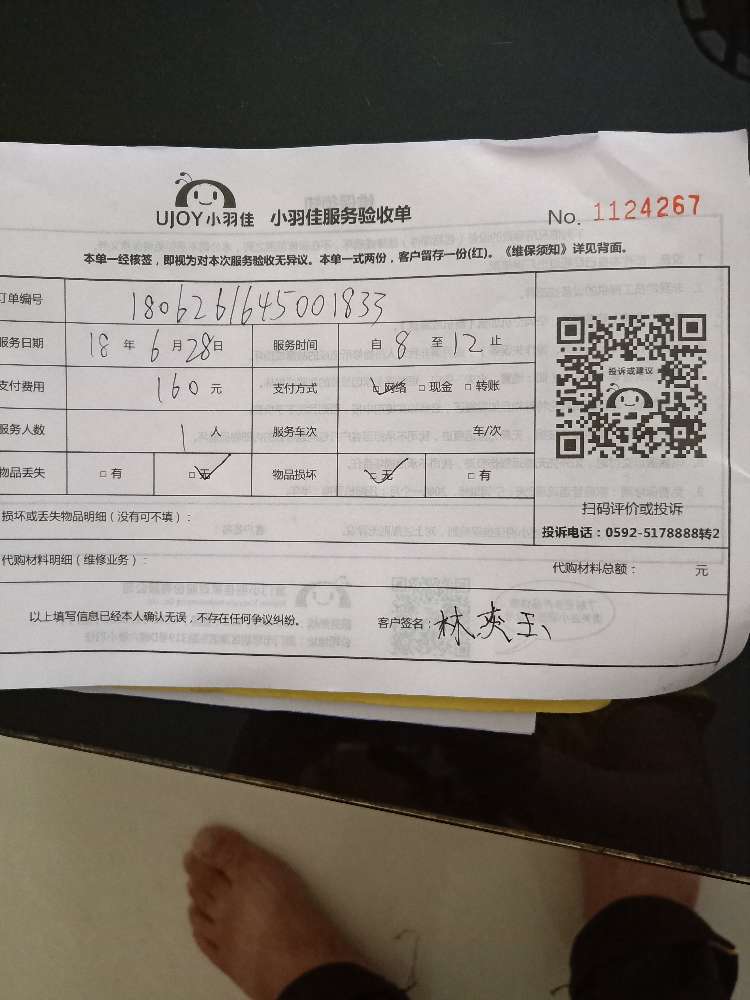 UJOY小羽佳 小羽佳服务验收单 No. 1124267
本单一经核签，即视为对本次服务验收无异议。本单一式两份，客户留存一份(红)。《维保须知》详见背面。
订单编号 1806261645001833
服务日期 18 年 6 月 28 日 服务时间 自 8 至 12 止
支付费用 160 元 支付方式 ☑网络 □现金 □转账
服务人数 1 人 服务车次 车/次
物品丢失 □有 ☑无 物品损坏 ☑无 □有
投诉或建议
扫码评价或投诉
投诉电话：0592-5178888转2
损坏或丢失物品明细（没有可不填）：
代购材料明细（维修业务）： 代购材料总额： 元
以上填写信息已经本人确认无误，不存在任何争议纠纷。 客户签名：林爽玉